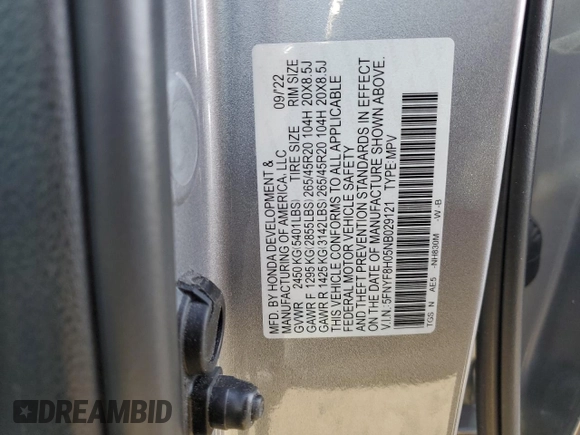 MFD. BY HONDA DEVELOPMENT &
MANUFACTURING OF AMERICA, LLC 09/'22
GVWR 2450 KG(5401LBS) TIRE SIZE RIM SIZE
GAWR F 1295 KG(2855LBS) 265/45R20 104H 20X8.5J
GAWR R 1425 KG(3142LBS) 265/45R20 104H 20X8.5J
THIS VEHICLE CONFORMS TO ALL APPLICABLE
FEDERAL MOTOR VEHICLE SAFETY
AND THEFT PREVENTION STANDARDS IN EFFECT
ON THE DATE OF MANUFACTURE SHOWN ABOVE.
V.I.N.: 5FNYF8H05NB029121 TYPE-MPV
TGS N AE5 -NH830M -W -B
DREAMBID